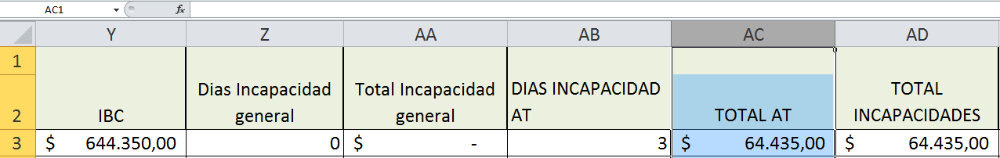 AC1 fx
Y Z AA AB AC AD
1
2 IBC Dias Incapacidad general Total Incapacidad general DIAS INCAPACIDAD AT TOTAL AT TOTAL INCAPACIDADES
3 $ 644.350,00 0 $ - 3 $ 64.435,00 $ 64.435,00